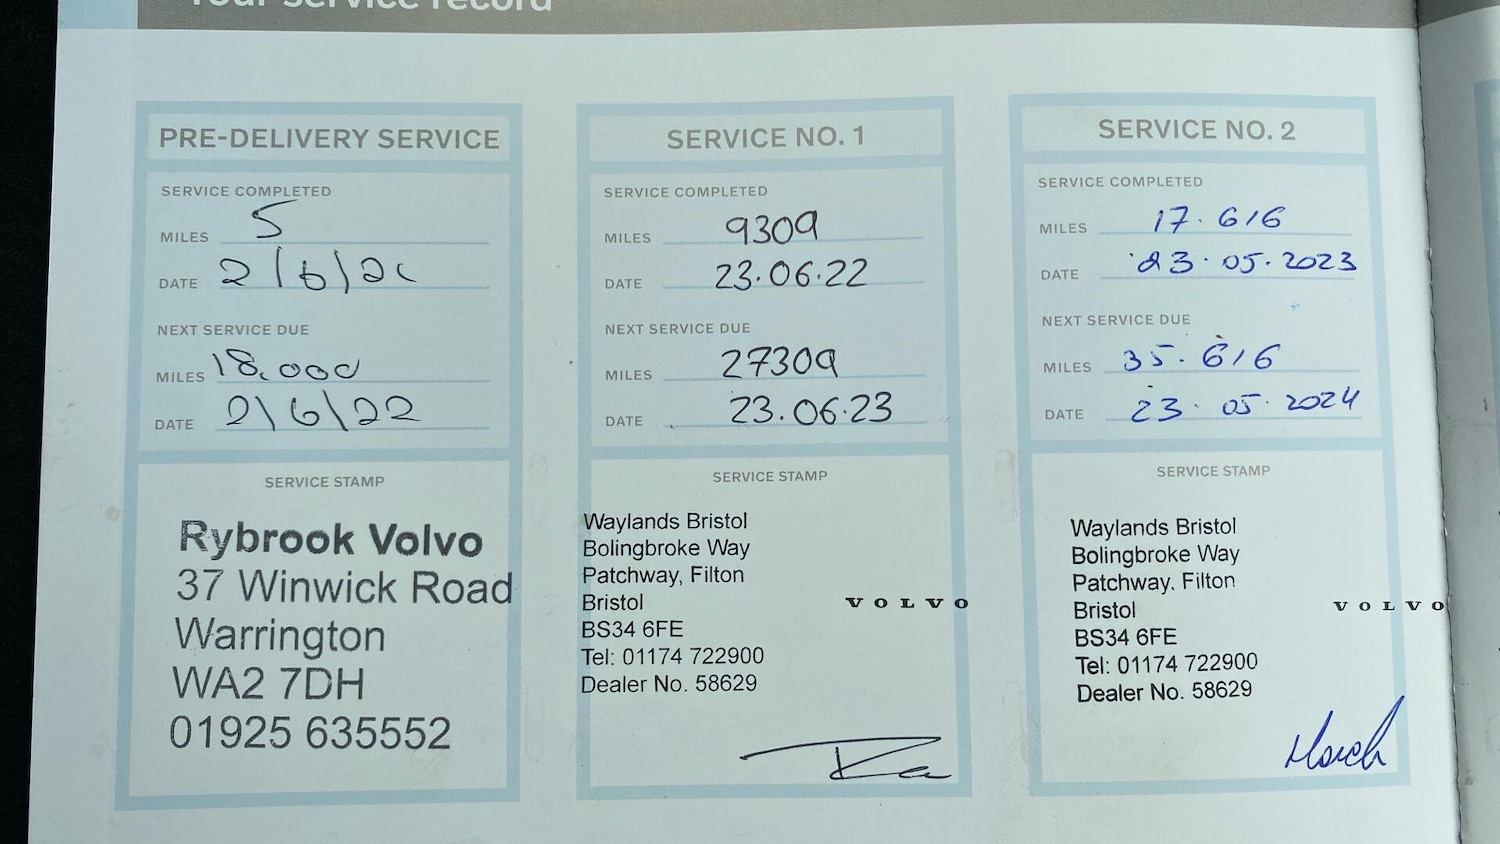 Your service record
PRE-DELIVERY SERVICE
SERVICE COMPLETED
MILES 5
DATE
NEXT SERVICE DUE
MILES 18,000
DATE 2/6/22
SERVICE STAMP
Rybrook Volvo
37 Winwick Road
Warrington
WA2 7DH
01925 635552
SERVICE NO. 1
SERVICE COMPLETED
MILES 9309
DATE 23.06.22
NEXT SERVICE DUE
MILES 27309
DATE 23.06.23
SERVICE STAMP
Waylands Bristol
Bolingbroke Way
Patchway, Filton
Bristol
VOLVO
BS34 6FE
Tel: 01174 722900
Dealer No. 58629
SERVICE NO. 2
SERVICE COMPLETED
MILES 17.616
DATE 23.05.2023
NEXT SERVICE DUE
MILES 35.616
DATE 23.05.2024
SERVICE STAMP
Waylands Bristol
Bolingbroke Way
Patchway. Filton
Bristol
VOLVO
BS34 6FE
Tel: 01174 722900
Dealer No. 58629